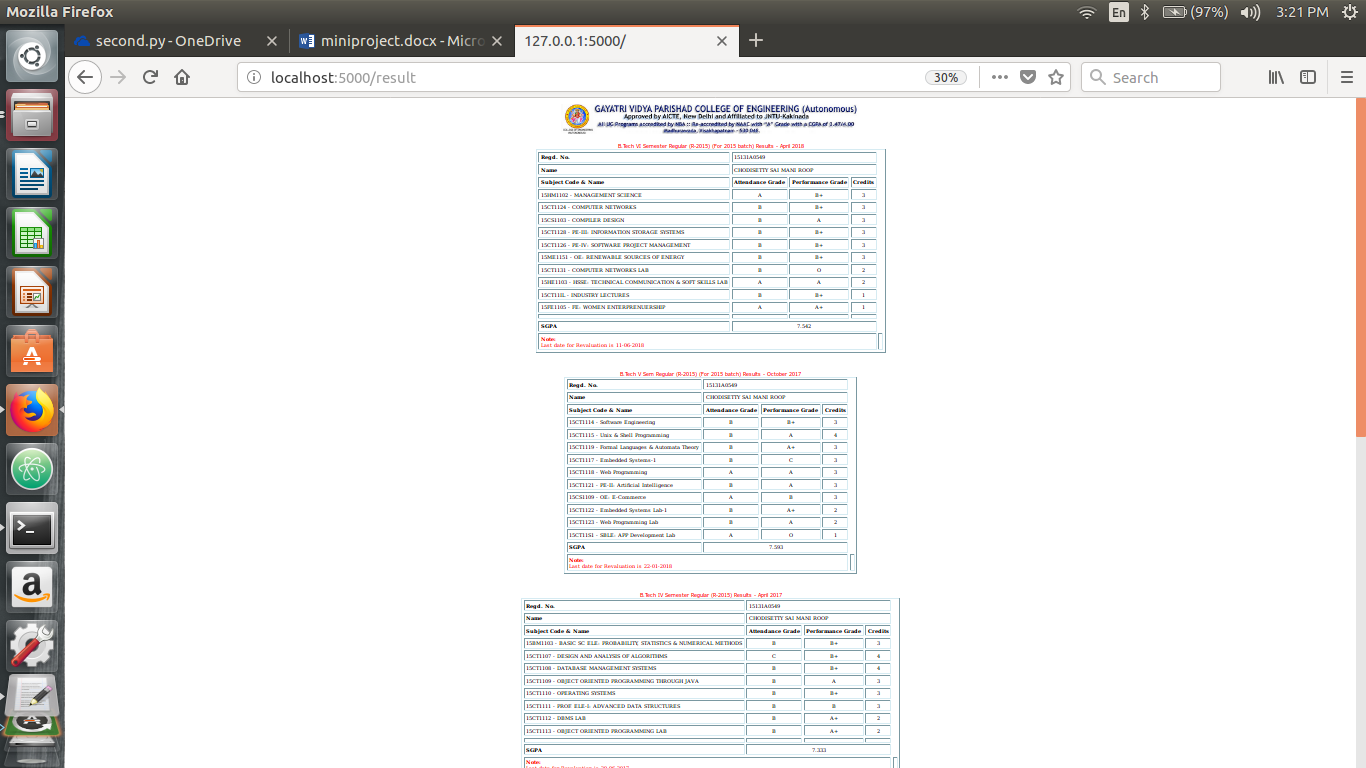 Mozilla Firefox
En (97%) 3:21 PM
second.py - OneDrive miniproject.docx - Micro 127.0.0.1:5000/
localhost:5000/result 30% Search
GAYATRI VIDYA PARISHAD COLLEGE OF ENGINEERING (Autonomous)
Approved by AICTE, New Delhi and Affiliated to JNTU-Kakinada
All UG Programs accredited by NBA :: Re-accredited by NAAC with "A" Grade with a CGPA of 3.47/4.00
Madhurawada, Visakhapatnam - 530 048.
B.Tech VI Semester Regular (R-2015) (For 2015 batch) Results - April 2018
Regd. No. 15131A0549
Name CHODISETTY SAI MANI ROOP
Subject Code & Name Attendance Grade Performance Grade Credits
15HM1102 - MANAGEMENT SCIENCE A B+ 3
15CT1124 - COMPUTER NETWORKS B B+ 3
15CS1103 - COMPILER DESIGN B A 3
15CT1128 - PE-III: INFORMATION STORAGE SYSTEMS B B+ 3
15CT1126 - PE-IV: SOFTWARE PROJECT MANAGEMENT B B+ 3
15ME1151 - OE: RENEWABLE SOURCES OF ENERGY B B+ 3
15CT1131 - COMPUTER NETWORKS LAB B O 2
15HE1103 - HSSE: TECHNICAL COMMUNICATION & SOFT SKILLS LAB A A 2
15CT11IL - INDUSTRY LECTURES B B+ 1
15FE1105 - FE: WOMEN ENTERPRENUERSHIP A A+ 1
SGPA 7.542
Note:
Last date for Revaluation is 11-06-2018
B.Tech V Sem Regular (R-2015) (For 2015 batch) Results - October 2017
Regd. No. 15131A0549
Name CHODISETTY SAI MANI ROOP
Subject Code & Name Attendance Grade Performance Grade Credits
15CT1114 - Software Engineering B B+ 3
15CT1115 - Unix & Shell Programming B A 4
15CT1119 - Formal Languages & Automata Theory B A+ 3
15CT1117 - Embedded Systems-1 B C 3
15CT1118 - Web Programming A A 3
15CT1121 - PE-II: Artificial Intelligence B A 3
15CS1109 - OE: E-Commerce A B 3
15CT1122 - Embedded Systems Lab-1 B A+ 2
15CT1123 - Web Programming Lab B A 2
15CT11S1 - SBLE: APP Development Lab A O 1
SGPA 7.593
Note:
Last date for Revaluation is 22-01-2018
B.Tech IV Semester Regular (R-2015) Results - April 2017
Regd. No. 15131A0549
Name CHODISETTY SAI MANI ROOP
Subject Code & Name Attendance Grade Performance Grade Credits
15BM1103 - BASIC SC ELE: PROBABILITY, STATISTICS & NUMERICAL METHODS B B+ 3
15CT1107 - DESIGN AND ANALYSIS OF ALGORITHMS C B+ 4
15CT1108 - DATABASE MANAGEMENT SYSTEMS B B+ 4
15CT1109 - OBJECT ORIENTED PROGRAMMING THROUGH JAVA B A 3
15CT1110 - OPERATING SYSTEMS B B+ 3
15CT1111 - PROF ELE-I: ADVANCED DATA STRUCTURES B B 3
15CT1112 - DBMS LAB B A+ 2
15CT1113 - OBJECT ORIENTED PROGRAMMING LAB B A+ 2
SGPA 7.333
Note: